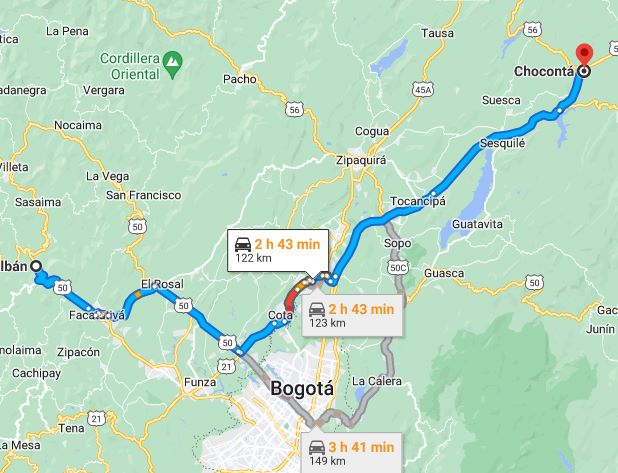 La Pena
Tausa
Cordillera
Oriental
Chocontá
Pacho
Vergara
56
45A
Suesca
56
Nocaima
Cogua
Villeta
Sesquilé
Zipaquirá
La Vega
50
Sasaima
San Francisco
Tocancipá
Guatavita
2 h 43 min
122 km
Sopo
50
50C
lbán
50
El Rosal
Guasca
50
2 h 43 min
123 km
Facatativá
Cota
Junín
50
Zipacón
21
Cachipay
Funza
Bogotá
La Calera
21
Tena
La Mesa
3 h 41 min
149 km